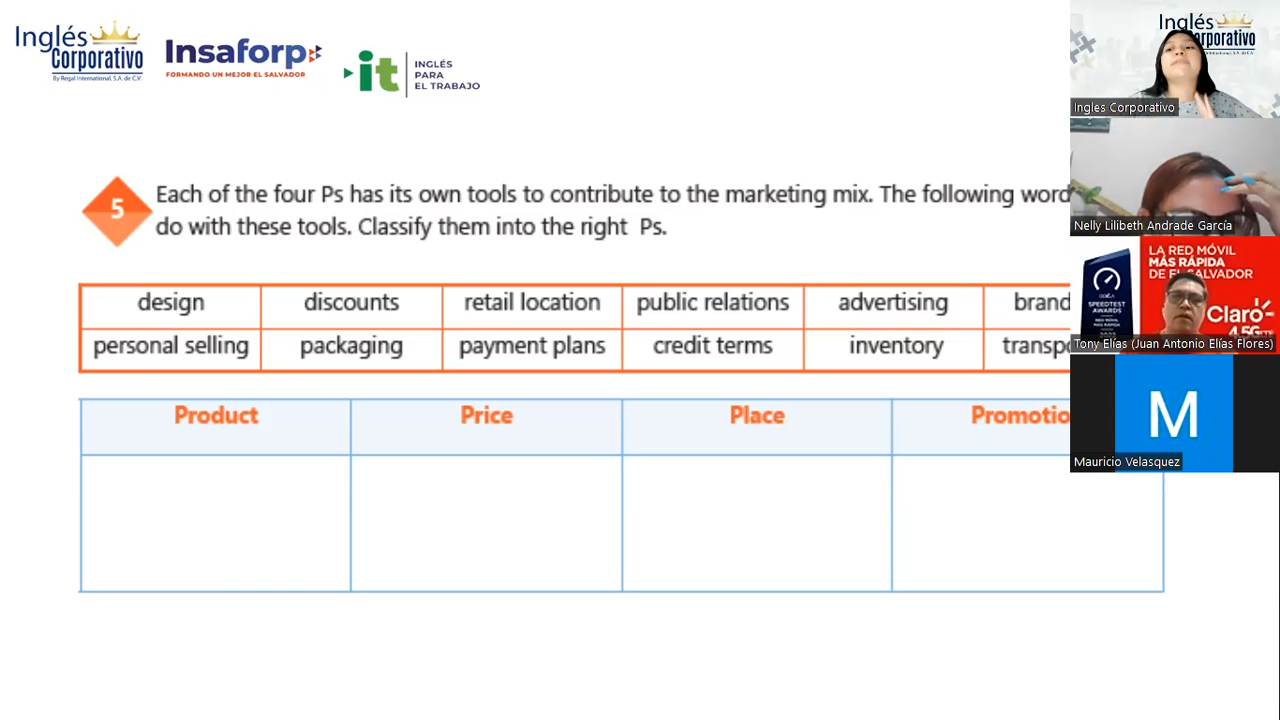 Inglés
Corporativo
By Regal International, S.A. de C.V.
Insaforp
FORMANDO UN MEJOR EL SALVADOR
it
INGLÉS
PARA
EL TRABAJO
5
Each of the four Ps has its own tools to contribute to the marketing mix. The following word
do with these tools. Classify them into the right Ps.
design discounts retail location public relations advertising brand
personal selling packaging payment plans credit terms inventory transpo
Product Price Place Promotio
Inglés
Corporativo
Ingles Corporativo
Nelly Lilibeth Andrade García
LA RED MÓVIL
MÁS RÁPIDA
DE EL SALVADOR
SPEEDTEST
AWARDS
Claro
4.5G
Tony Elías (Juan Antonio Elías Flores)
M
Mauricio Velasquez